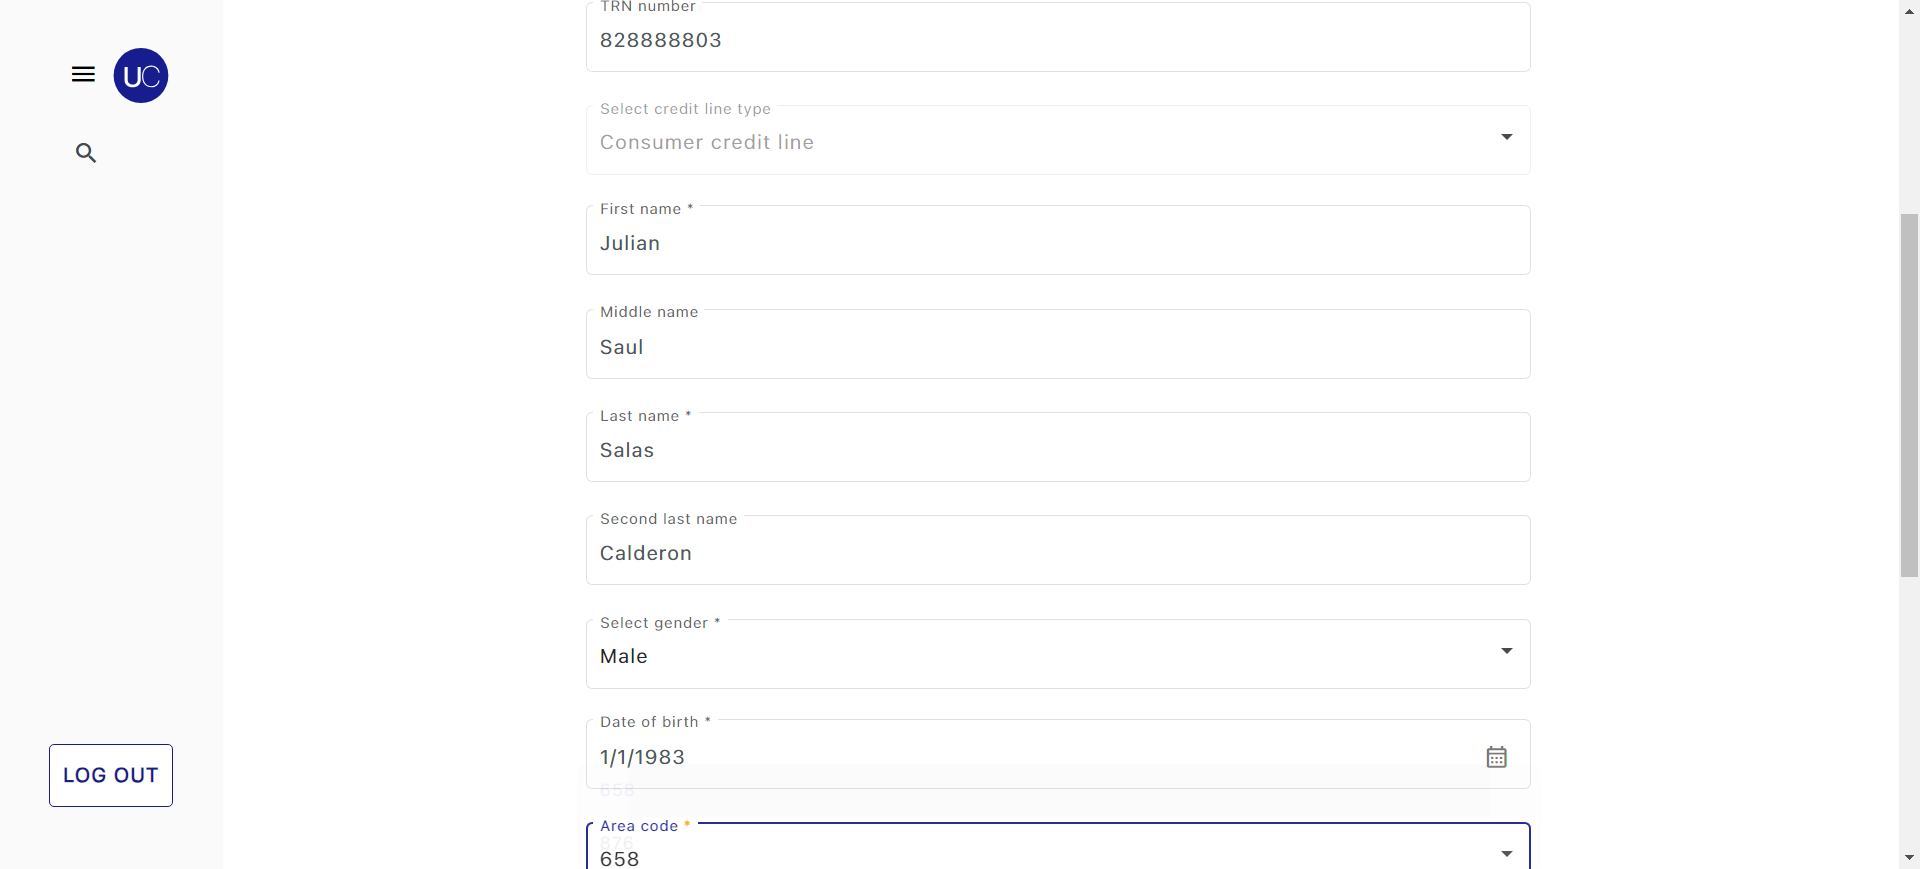 TRN number
828888803
UC
Select credit line type
Consumer credit line
First name *
Julian
Middle name
Saul
Last name *
Salas
Second last name
Calderon
Select gender *
Male
Date of birth *
1/1/1983
658
LOG OUT
Area code *
876
658